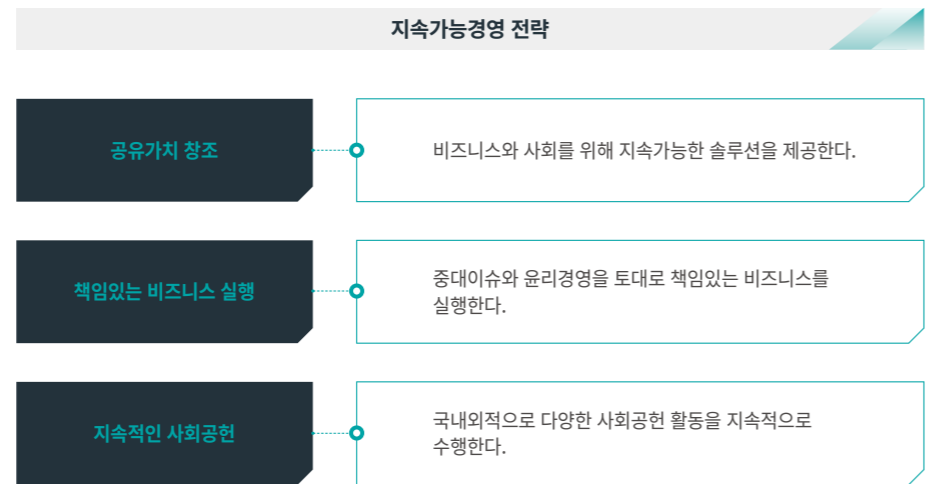 지속가능경영 전략
공유가치 창조
비즈니스와 사회를 위해 지속가능한 솔루션을 제공한다.
책임있는 비즈니스 실행
중대이슈와 윤리경영을 토대로 책임있는 비즈니스를
실행한다.
지속적인 사회공헌
국내외적으로 다양한 사회공헌 활동을 지속적으로
수행한다.